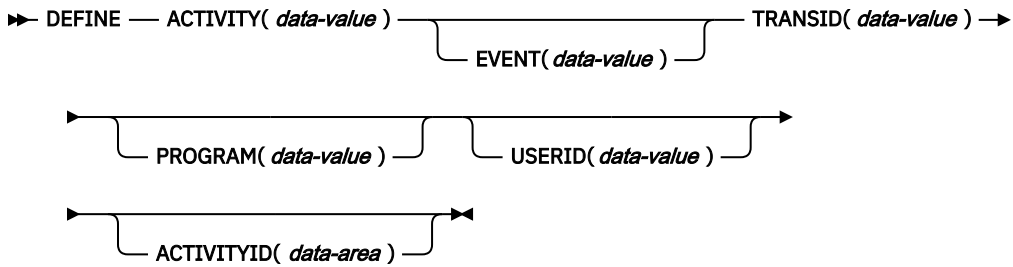 DEFINE ACTIVITY( data-value ) TRANSID( data-value )
EVENT( data-value )
PROGRAM( data-value ) USERID( data-value )
ACTIVITYID( data-area )